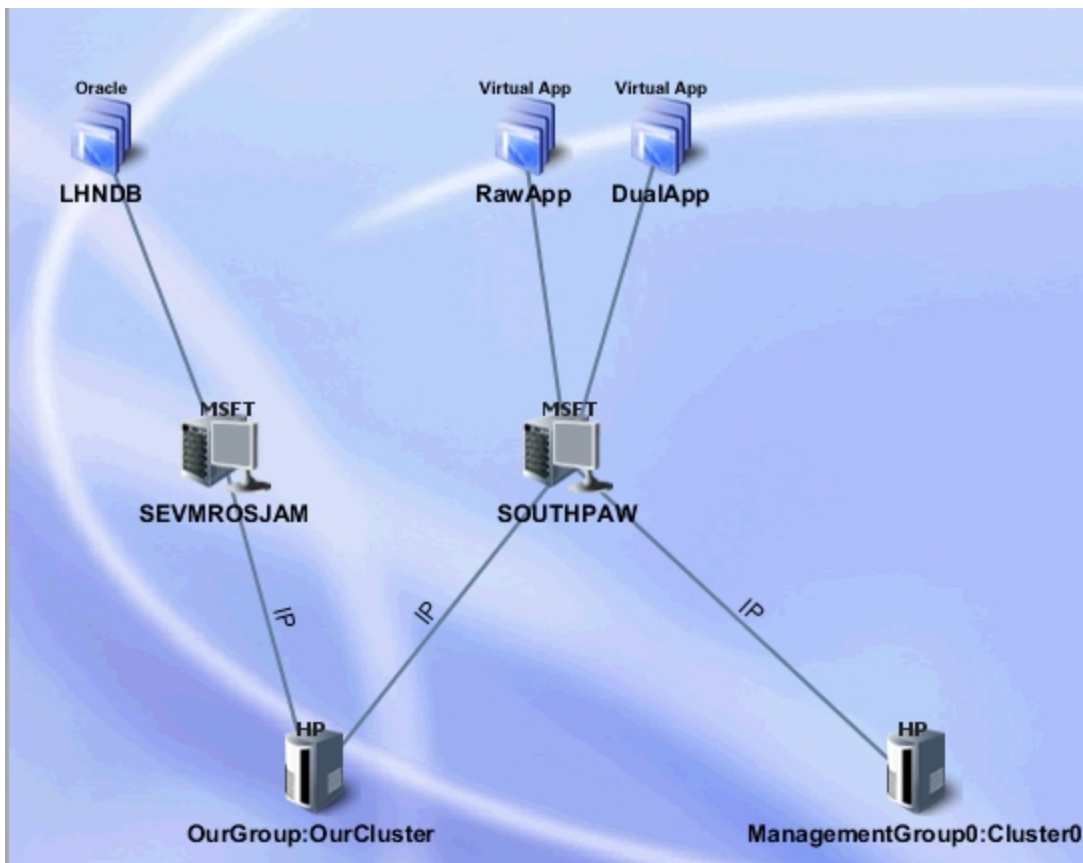 Oracle
LHNDB
Virtual App
RawApp
Virtual App
DualApp
MSFT
SEVMROSJAM
MSFT
SOUTHPAW
IP
IP
IP
HP
OurGroup:OurCluster
HP
ManagementGroup0:Cluster0